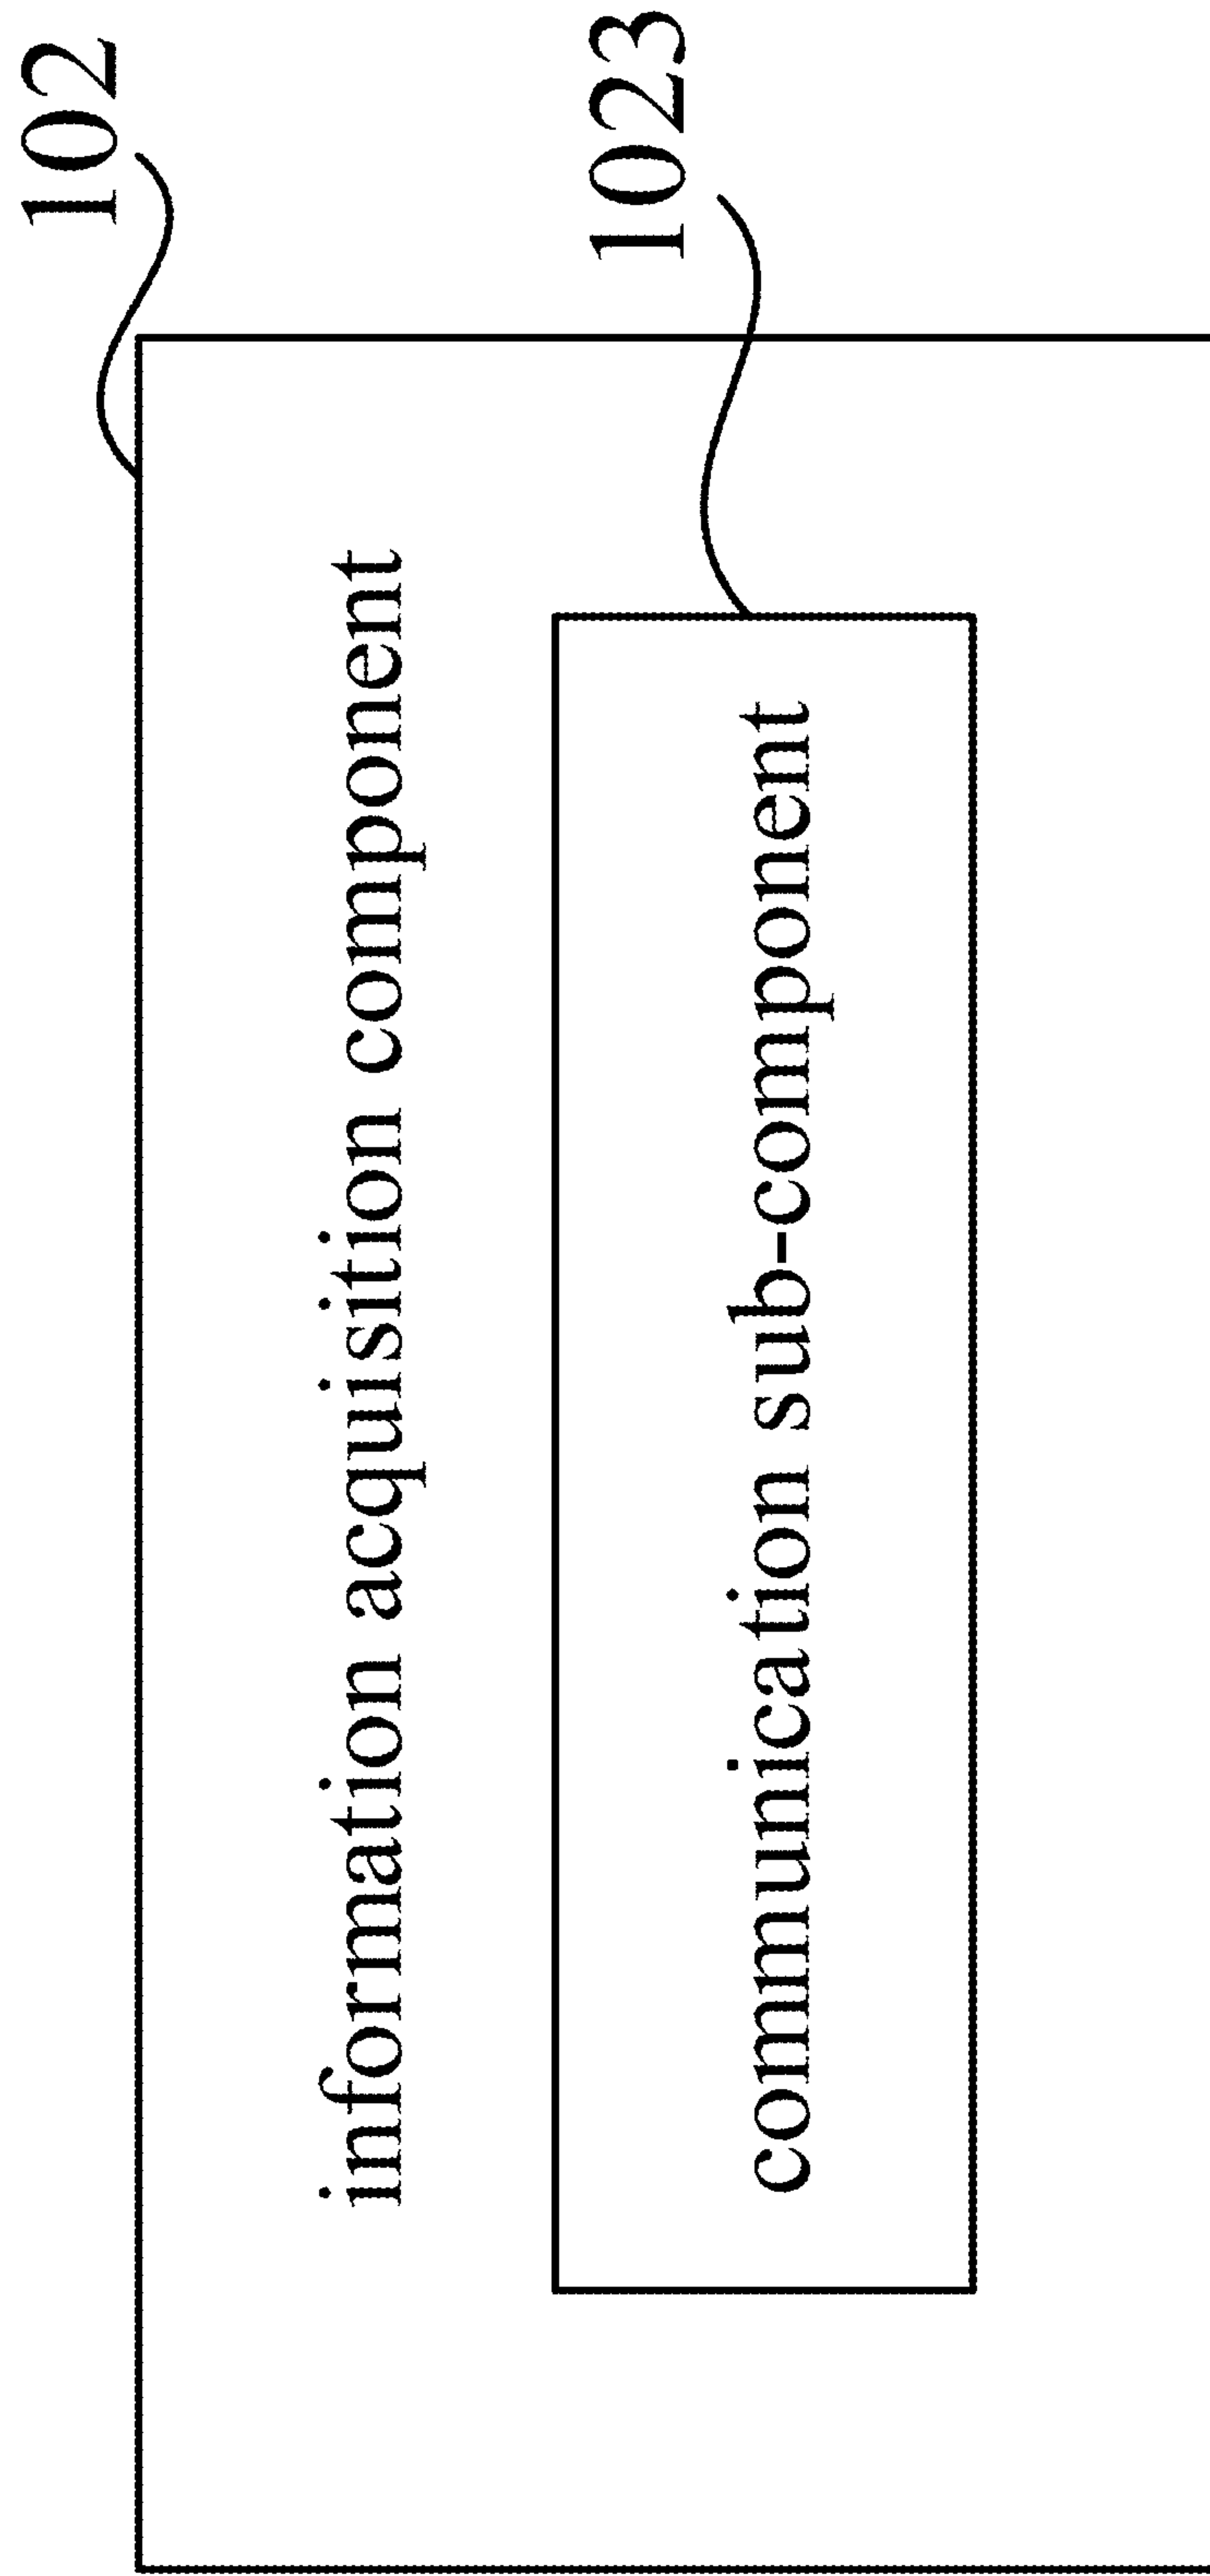 102
information acquisition component
1023
communication sub-component